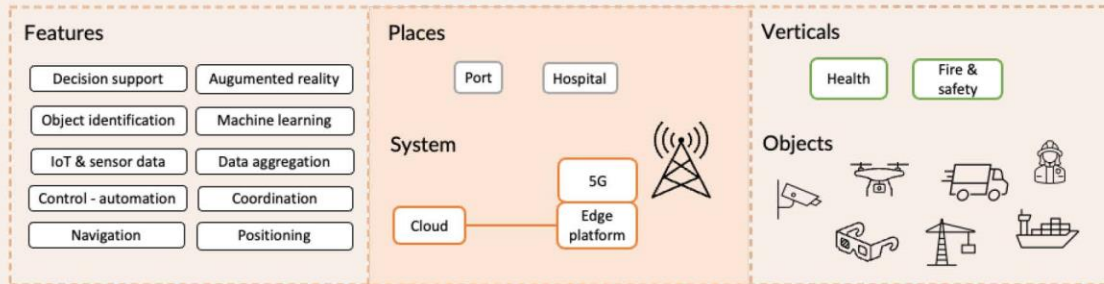 Features
Decision support
Augumented reality
Object identification
Machine learning
IoT & sensor data
Data aggregation
Control - automation
Coordination
Navigation
Positioning
Places
Port
Hospital
System
5G
Cloud
Edge
platform
Verticals
Health
Fire &
safety
Objects